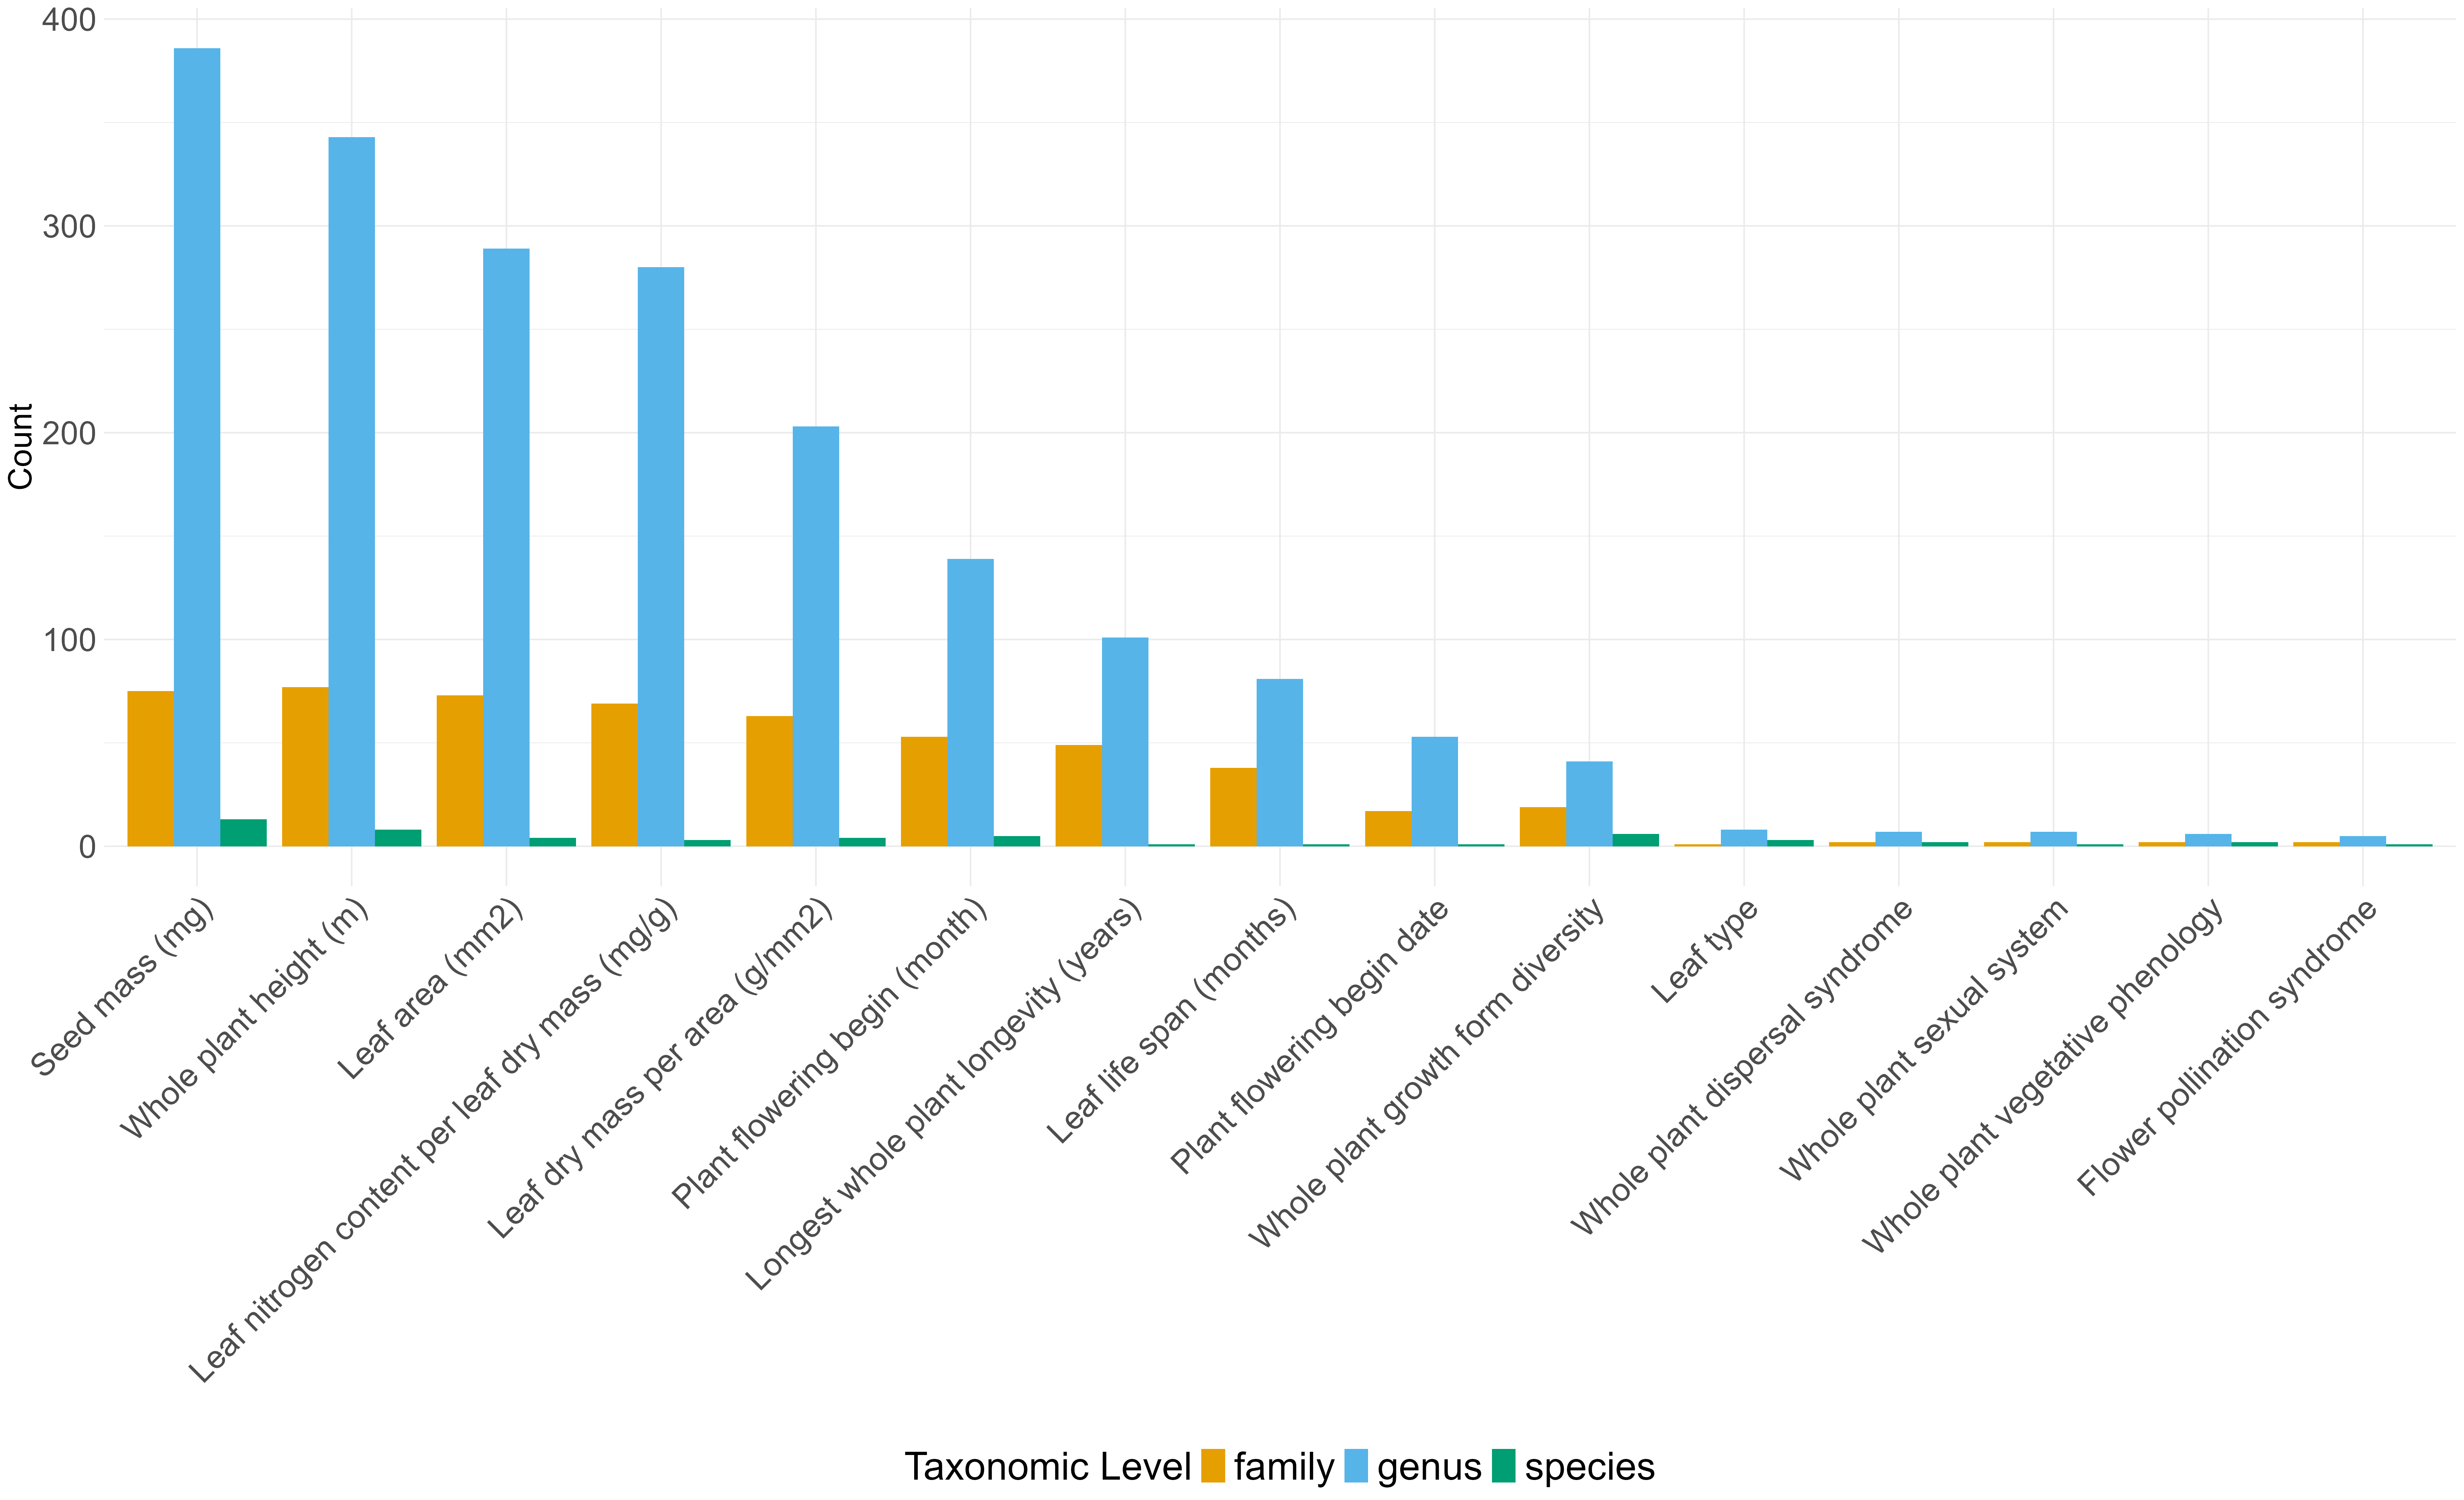 400
300
200
100
0
Count
Seed mass (mg)
Whole plant height (m)
Leaf area (mm2)
Leaf nitrogen content per leaf dry mass (mg/g)
Leaf dry mass per area (g/mm2)
Plant flowering begin (month)
Longest whole plant longevity (years)
Leaf life span (months)
Plant flowering begin date
Whole plant growth form diversity
Leaf type
Whole plant dispersal syndrome
Whole plant sexual system
Whole plant vegetative phenology
Flower pollination syndrome
Taxonomic Level family genus species